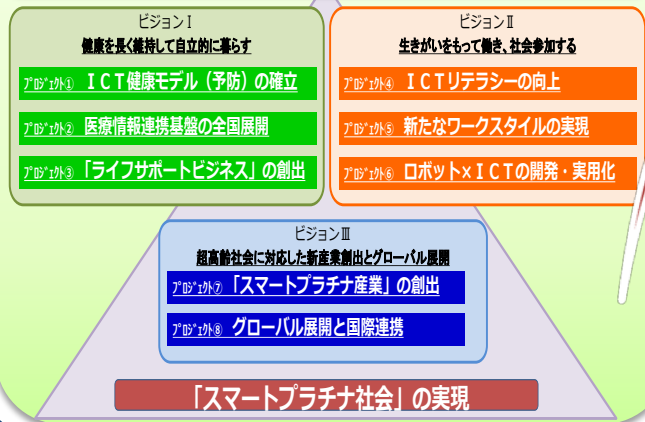 ビジョンⅠ
健康を長く維持して自立的に暮らす
ﾌﾟﾛｼﾞｪｸﾄ① ＩＣＴ健康モデル（予防）の確立
ﾌﾟﾛｼﾞｪｸﾄ② 医療情報連携基盤の全国展開
ﾌﾟﾛｼﾞｪｸﾄ③ 「ライフサポートビジネス」の創出
ビジョンⅡ
生きがいをもって働き、社会参加する
ﾌﾟﾛｼﾞｪｸﾄ④ ＩＣＴリテラシーの向上
ﾌﾟﾛｼﾞｪｸﾄ⑤ 新たなワークスタイルの実現
ﾌﾟﾛｼﾞｪｸﾄ⑥ ロボット×ＩＣＴの開発・実用化
ビジョンⅢ
超高齢社会に対応した新産業創出とグローバル展開
ﾌﾟﾛｼﾞｪｸﾄ⑦ 「スマートプラチナ産業」の創出
ﾌﾟﾛｼﾞｪｸﾄ⑧ グローバル展開と国際連携
「スマートプラチナ社会」の実現